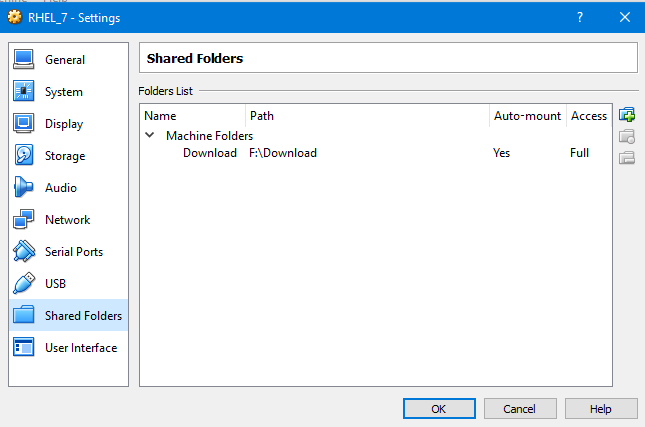 RHEL_7 - Settings
?
General
System
Display
Storage
Audio
Network
Serial Ports
USB
Shared Folders
User Interface
Shared Folders
Folders List
Name Path Auto-mount Access
Machine Folders
Download F:\Download Yes Full
OK Cancel Help